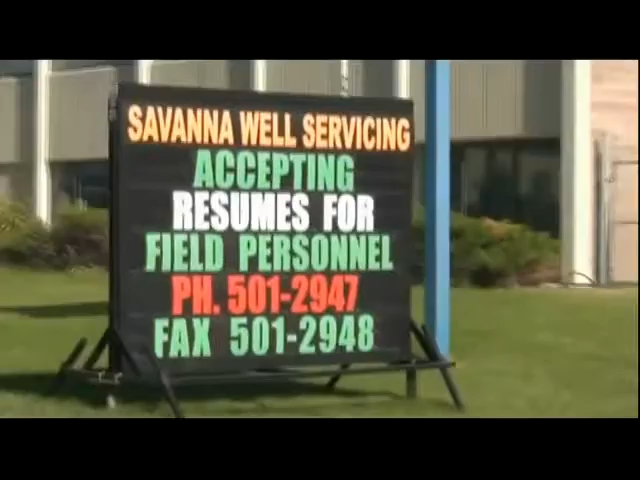 SAVANNA WELL SERVICING
ACCEPTING
RESUMES FOR
FIELD PERSONNEL
PH. 501-2947
FAX 501-2948